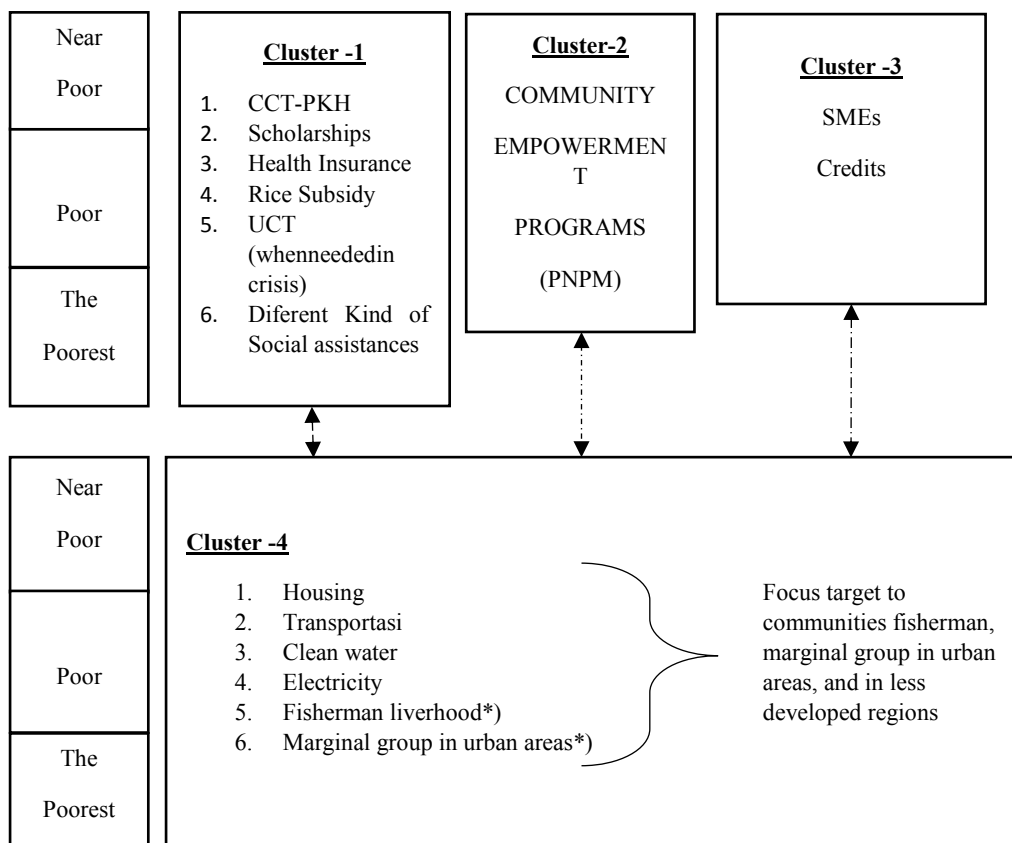 Near
Poor
Poor
The
Poorest
Cluster -1
1. CCT-PKH
2. Scholarships
3. Health Insurance
4. Rice Subsidy
5. UCT
(whenneededin
crisis)
6. Diferent Kind of
Social assistances
Cluster-2
COMMUNITY
EMPOWERMEN
T
PROGRAMS
(PNPM)
Cluster -3
SMEs
Credits
Near
Poor
Poor
The
Poorest
Cluster -4
1. Housing
2. Transportasi
3. Clean water
4. Electricity
5. Fisherman liverhood*)
6. Marginal group in urban areas*)
Focus target to
communities fisherman,
marginal group in urban
areas, and in less
developed regions